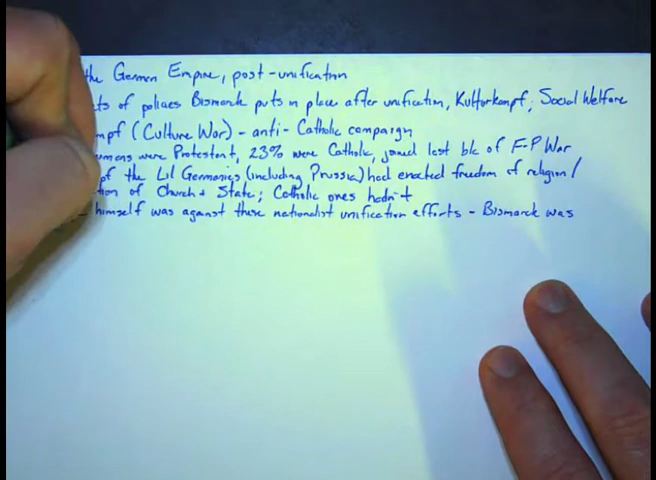 the German Empire, post-unification
ts of policies Bismarck puts in place after unification, Kulturkampf; Social Welfare
mpf (Culture War) - anti-Catholic campaign
rmans were Protestant, 23% were Catholic, joined last b/c of F-P War
of the Lil Germanies (including Prussia) had enacted freedom of religion/
tion of Church + State; Catholic ones hadn't
himself was against these nationalist unification efforts - Bismarck was